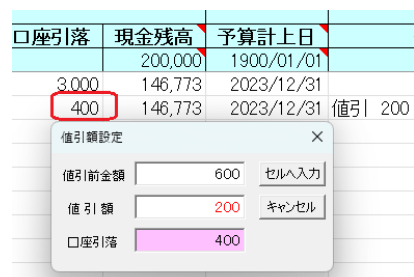 口座引落 現金残高 予算計上日
200,000 1900/01/01
3,000 146,773 2023/12/31
400 146,773 2023/12/31 値引 200
値引額設定 ×
値引前金額 600 セルへ入力
値 引 額 200 キャンセル
口座引落 400